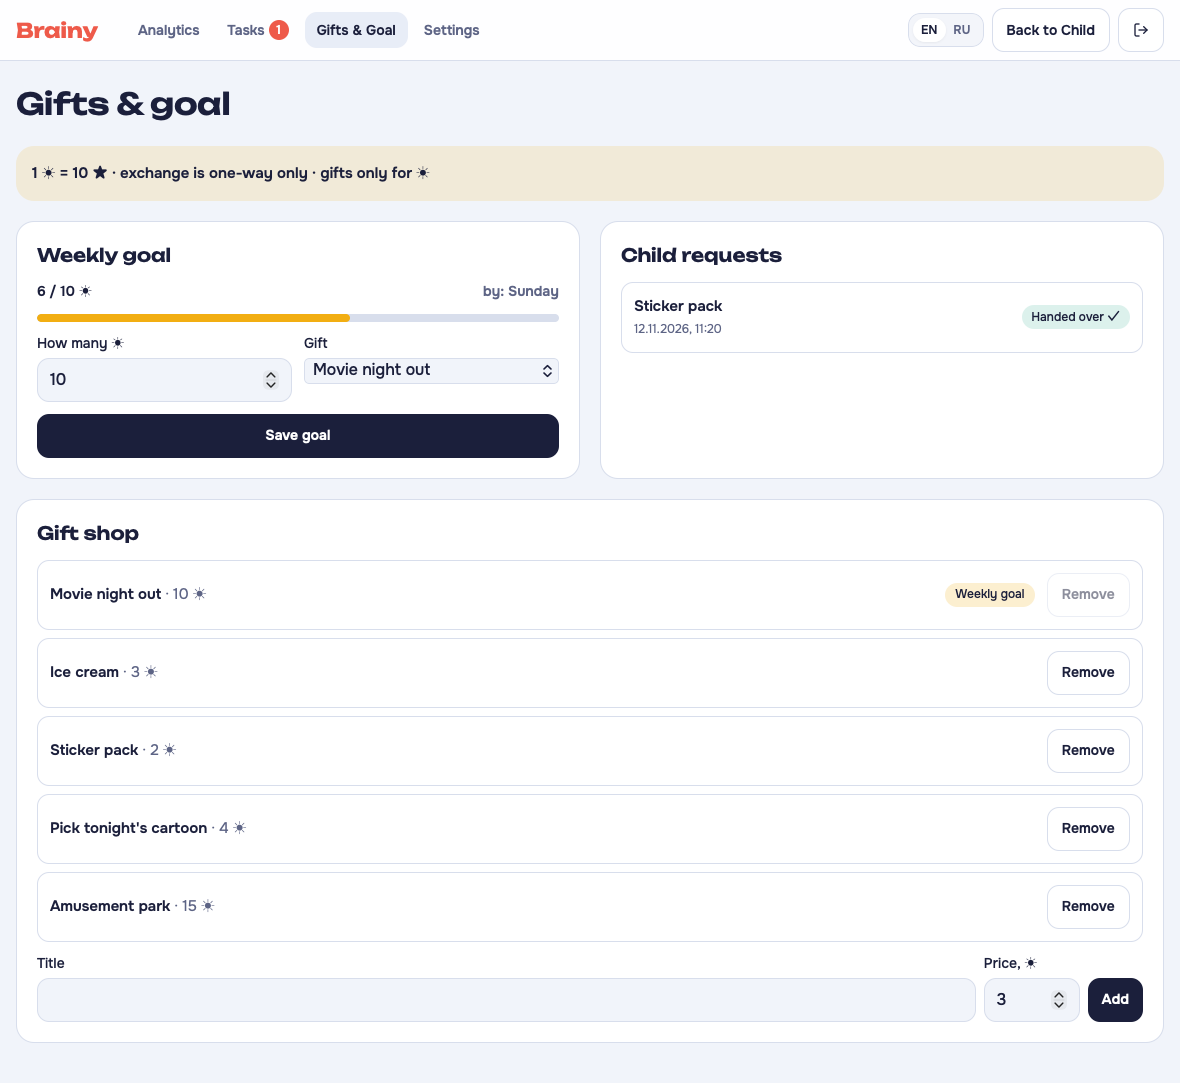 Brainy
Analytics
Tasks 1
Gifts & Goal
Settings
EN RU
Back to Child
Gifts & goal
1 ☀ = 10 ★ · exchange is one-way only · gifts only for ☀
Weekly goal
6 / 10 ☀
by: Sunday
How many ☀
Gift
10
Movie night out
Save goal
Child requests
Sticker pack
12.11.2026, 11:20
Handed over ✓
Gift shop
Movie night out · 10 ☀
Weekly goal
Remove
Ice cream · 3 ☀
Remove
Sticker pack · 2 ☀
Remove
Pick tonight's cartoon · 4 ☀
Remove
Amusement park · 15 ☀
Remove
Title
Price, ☀
3
Add